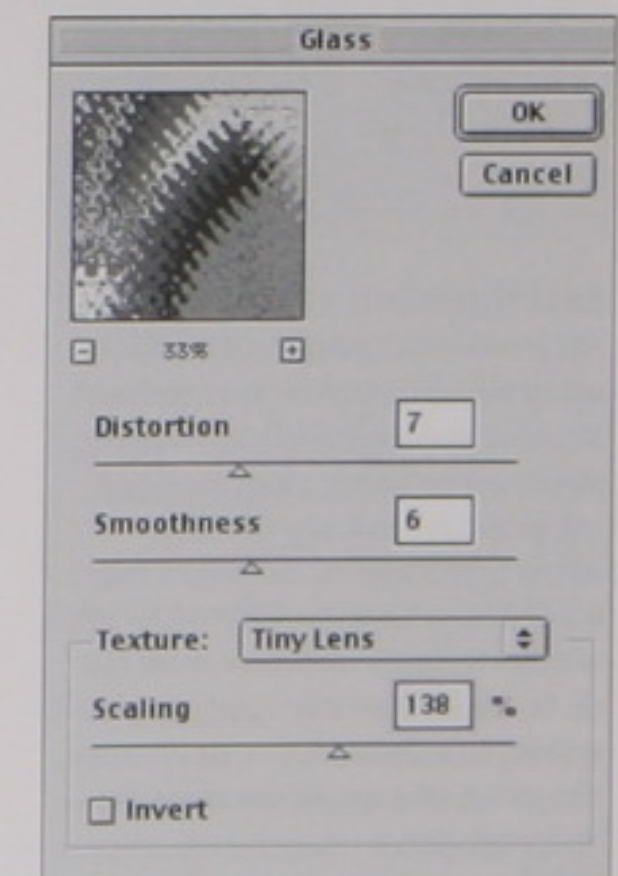 Glass
OK
Cancel
33%
Distortion 7
Smoothness 6
Texture: Tiny Lens
Scaling 138 %
Invert